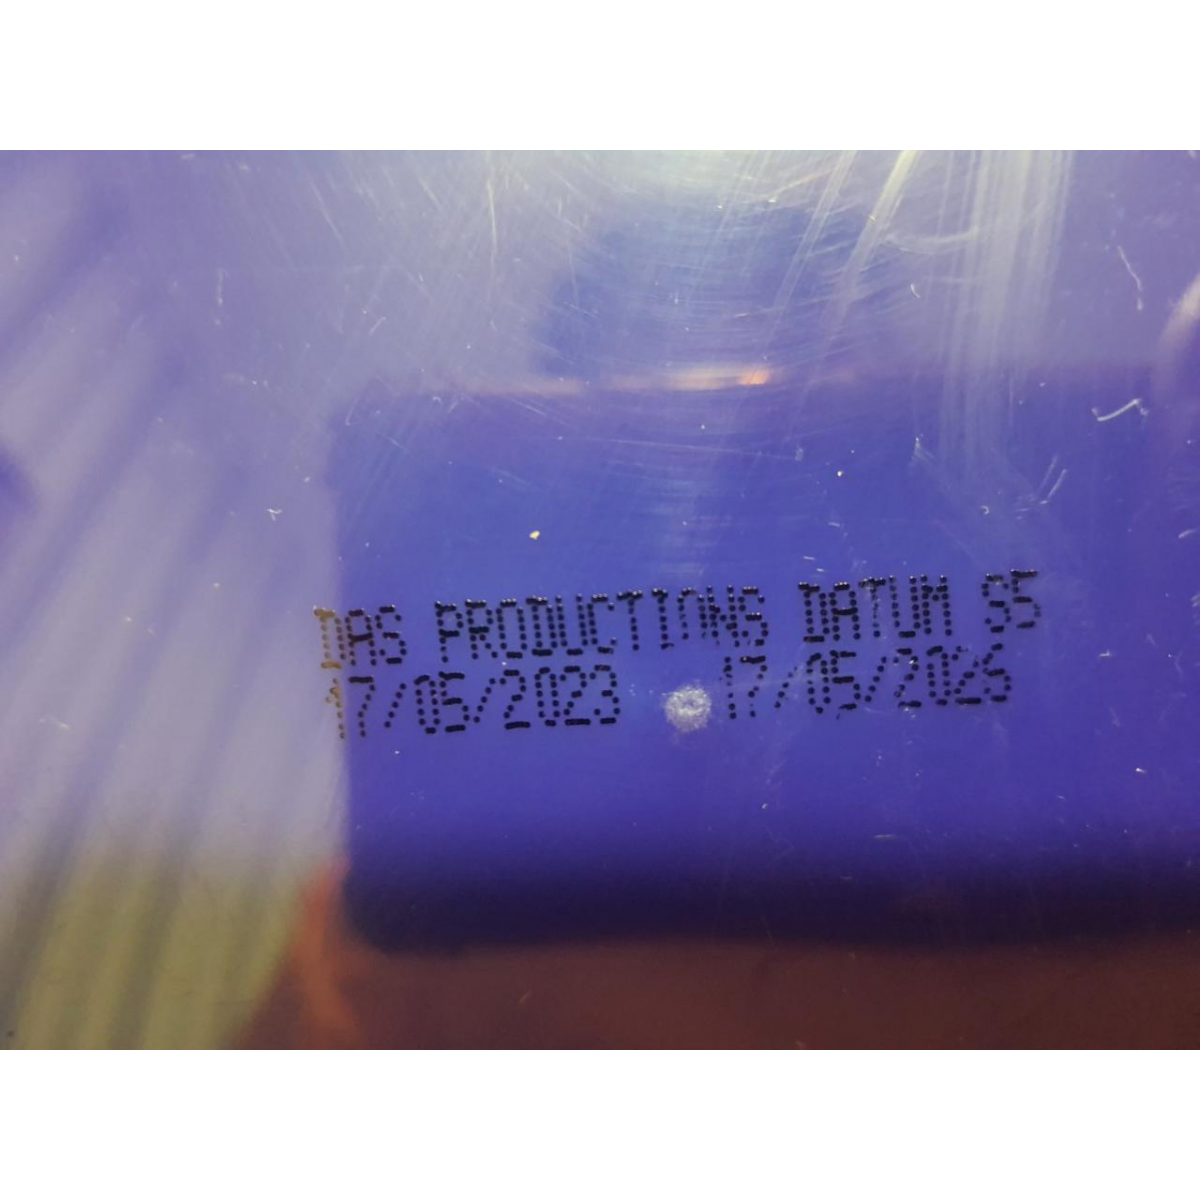 DAS PRODUCTIONS DATUM S5
17/05/2023 17/05/2026